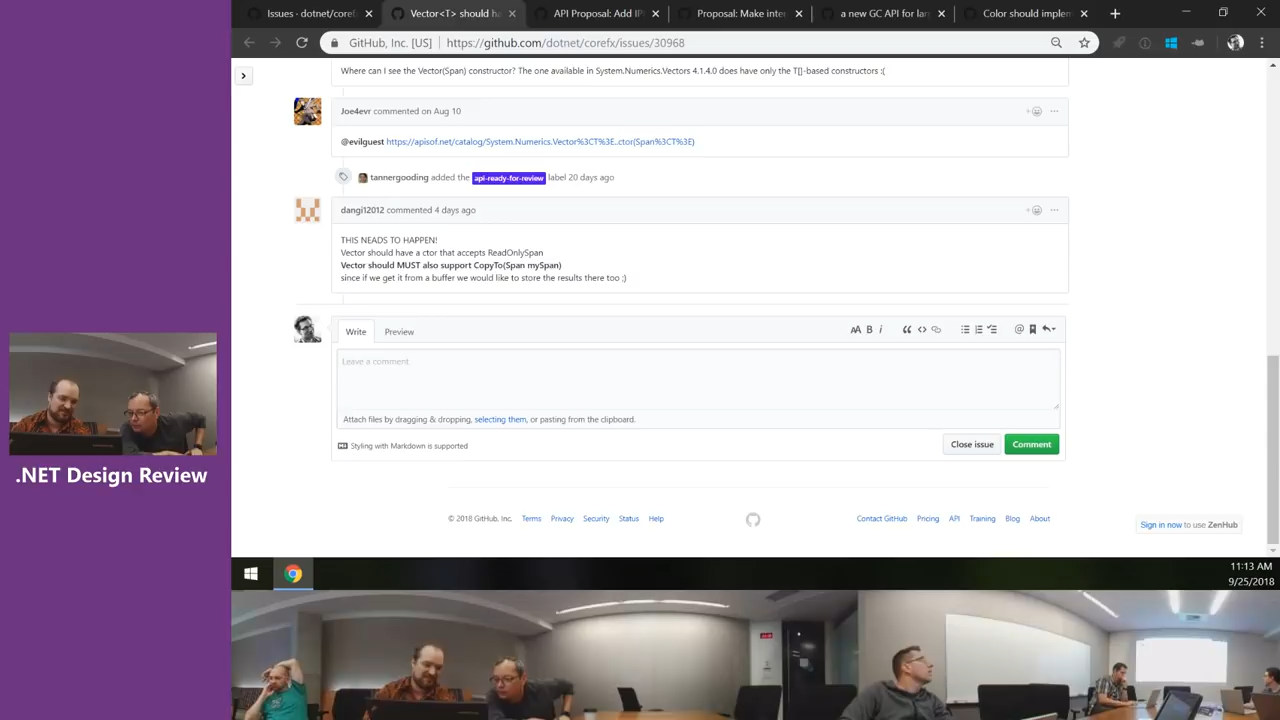 Issues - dotnet/coref
Vector<T> should ha
API Proposal: Add IP
Proposal: Make inter
a new GC API for lar
Color should implem
GitHub, Inc. [US]
https://github.com/dotnet/corefx/issues/30968
Where can I see the Vector(Span) constructor? The one available in System.Numerics.Vectors 4.1.4.0 does have only the T[]-based constructors :(
Joe4evr commented on Aug 10
@evilguest https://apisof.net/catalog/System.Numerics.Vector%3CT%3E..ctor(Span%3CT%3E)
tannergooding added the api-ready-for-review label 20 days ago
dangi12012 commented 4 days ago
THIS NEADS TO HAPPEN!
Vector should have a ctor that accepts ReadOnlySpan
Vector should MUST also support CopyTo(Span mySpan)
since if we get it from a buffer we would like to store the results there too ;)
Write
Preview
Leave a comment
Attach files by dragging & dropping, selecting them, or pasting from the clipboard.
Styling with Markdown is supported
Close issue
Comment
.NET Design Review
© 2018 GitHub, Inc.
Terms
Privacy
Security
Status
Help
Contact GitHub
Pricing
API
Training
Blog
About
Sign in now to use ZenHub
11:13 AM
9/25/2018